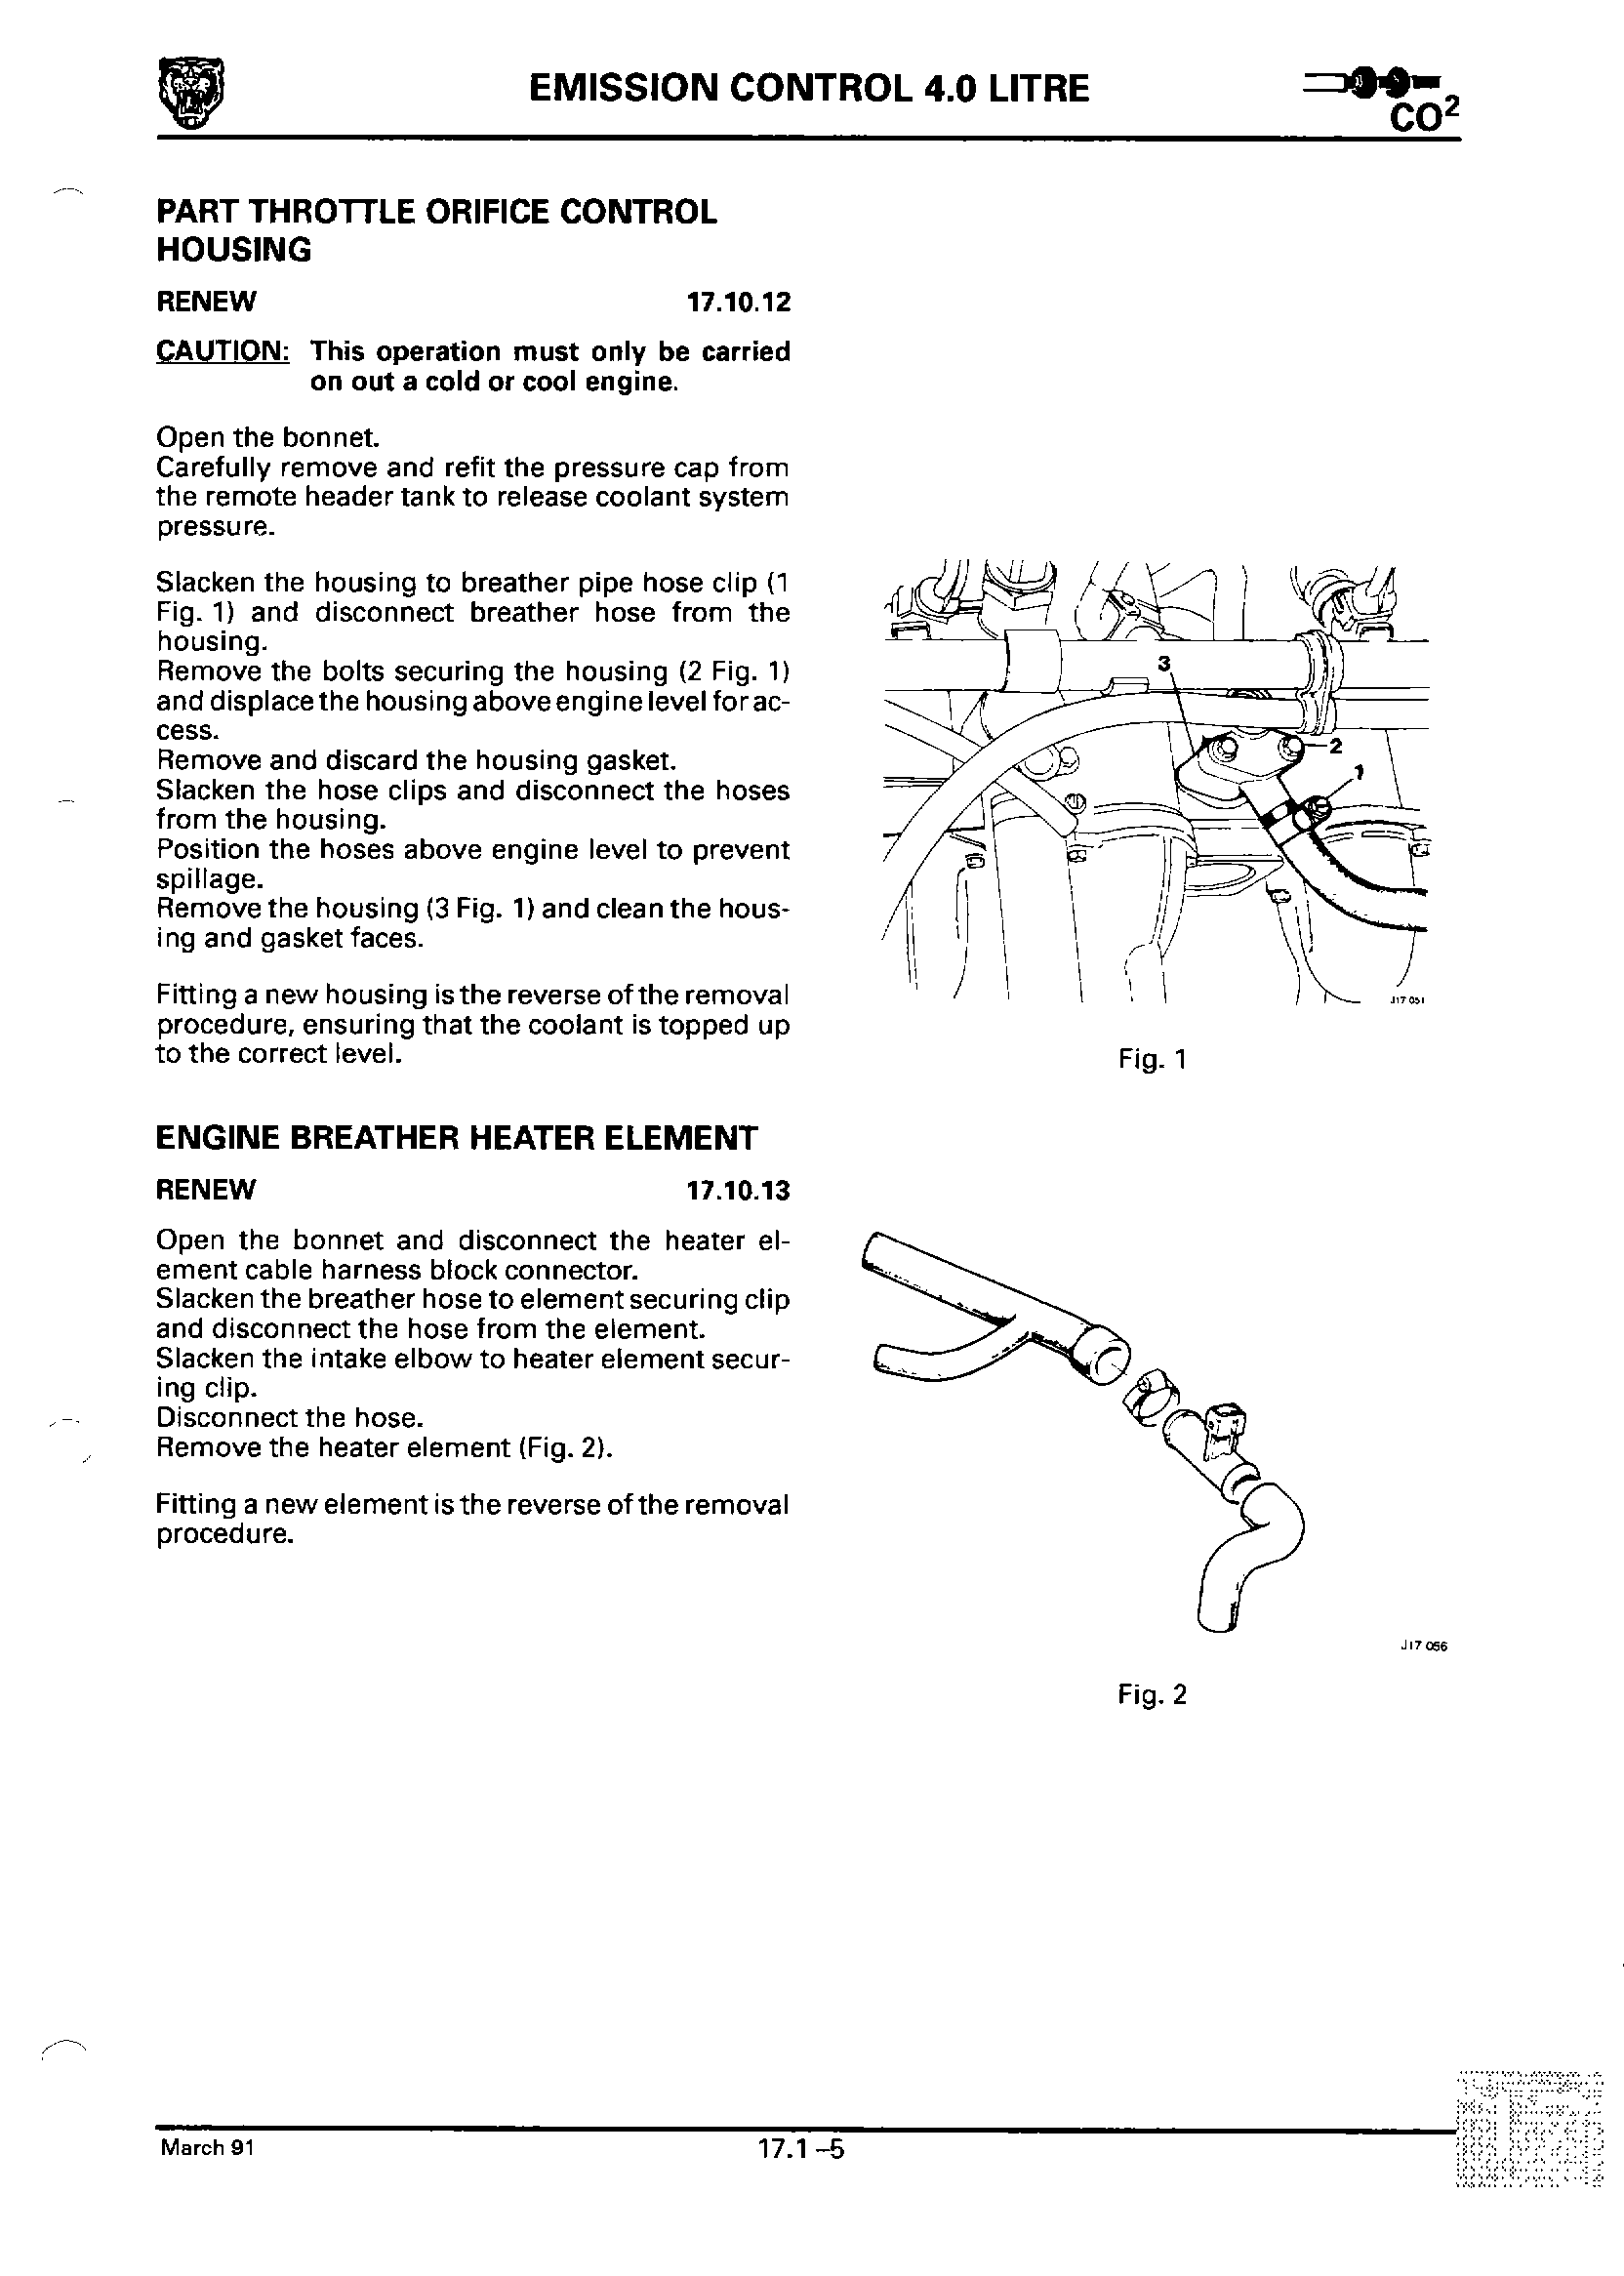 EMISSION CONTROL 4.0 LITRE
CO²
PART THROTTLE ORIFICE CONTROL
HOUSING
RENEW 17.10.12
CAUTION: This operation must only be carried
on out a cold or cool engine.
Open the bonnet.
Carefully remove and refit the pressure cap from
the remote header tank to release coolant system
pressure.
Slacken the housing to breather pipe hose clip (1
Fig. 1) and disconnect breather hose from the
housing.
Remove the bolts securing the housing (2 Fig. 1)
and displace the housing above engine level for ac-
cess.
Remove and discard the housing gasket.
Slacken the hose clips and disconnect the hoses
from the housing.
Position the hoses above engine level to prevent
spillage.
Remove the housing (3 Fig. 1) and clean the hous-
ing and gasket faces.
Fitting a new housing is the reverse of the removal
procedure, ensuring that the coolant is topped up
to the correct level.
3
2
1
J17 051
Fig. 1
ENGINE BREATHER HEATER ELEMENT
RENEW 17.10.13
Open the bonnet and disconnect the heater el-
ement cable harness block connector.
Slacken the breather hose to element securing clip
and disconnect the hose from the element.
Slacken the intake elbow to heater element secur-
ing clip.
Disconnect the hose.
Remove the heater element (Fig. 2).
Fitting a new element is the reverse of the removal
procedure.
J17 056
Fig. 2
March 91
17.1–5